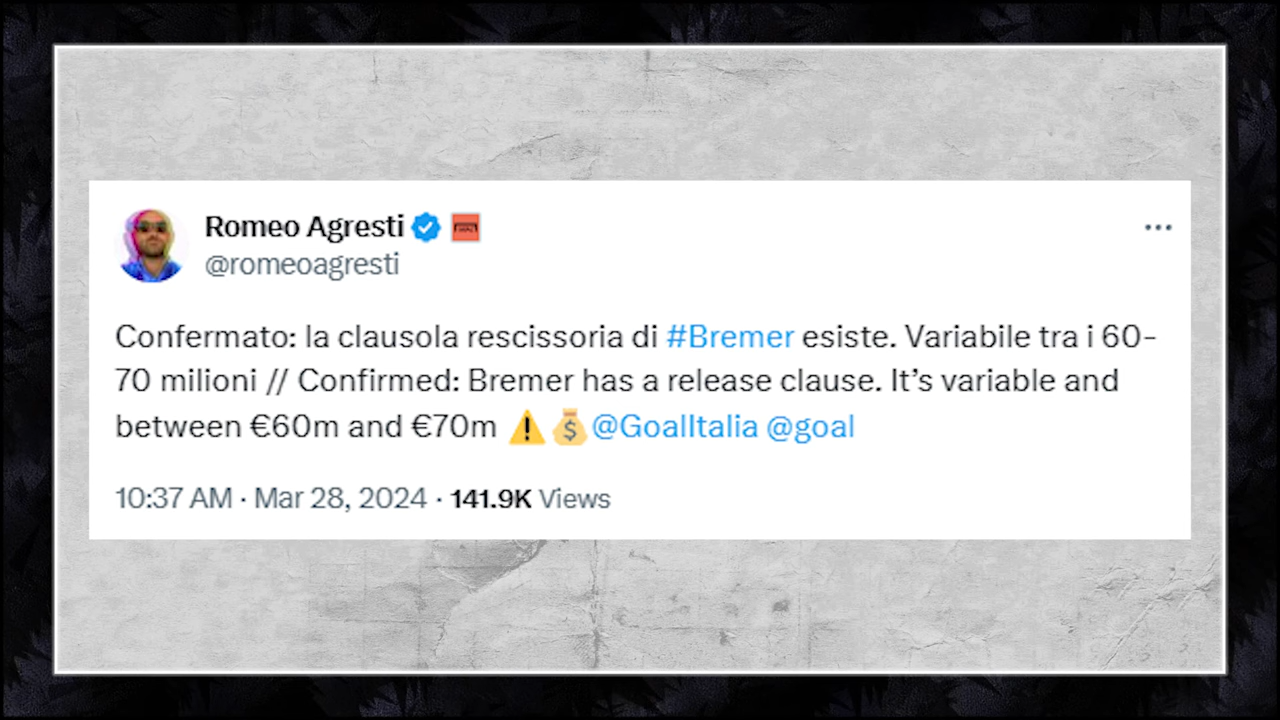 Romeo Agresti
@romeoagresti
Confermato: la clausola rescissoria di #Bremer esiste. Variabile tra i 60-
70 milioni // Confirmed: Bremer has a release clause. It’s variable and
between €60m and €70m ⚠️💰@GoalItalia @goal
10:37 AM · Mar 28, 2024 · 141.9K Views